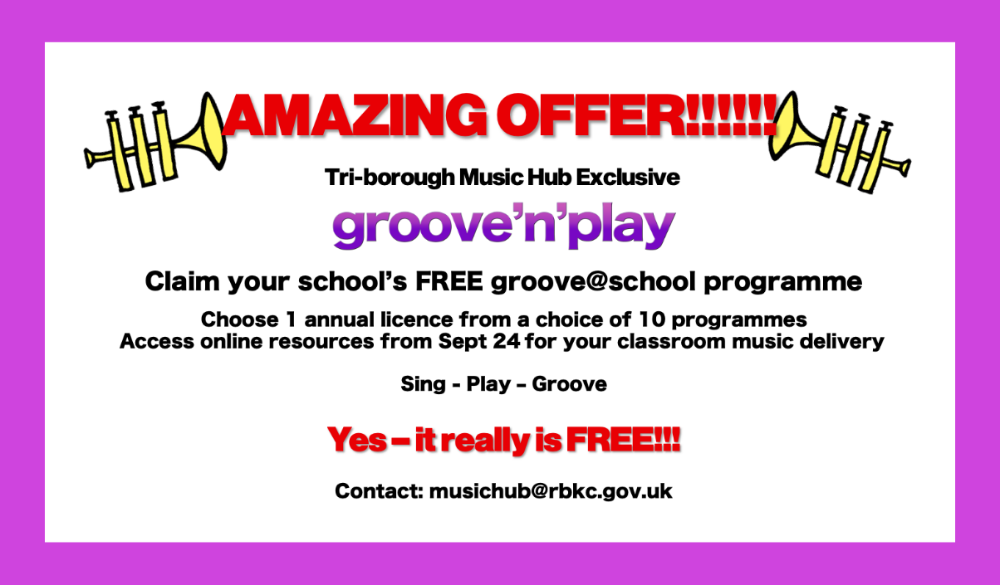 AMAZING OFFER!!!!!!
Tri-borough Music Hub Exclusive
groove’n’play
Claim your school’s FREE groove@school programme
Choose 1 annual licence from a choice of 10 programmes
Access online resources from Sept 24 for your classroom music delivery
Sing - Play – Groove
Yes – it really is FREE!!!
Contact: musichub@rbkc.gov.uk